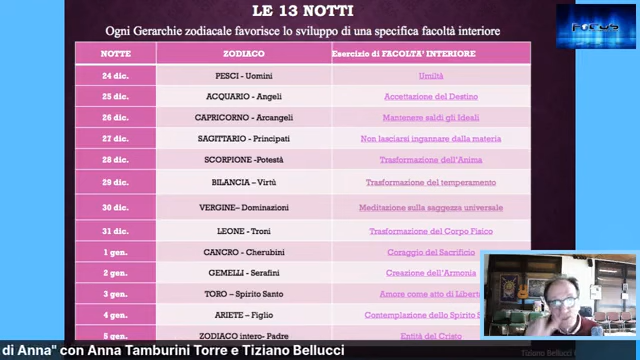 LE 13 NOTTI
Ogni Gerarchie zodiacale favorisce lo sviluppo di una specifica facoltà interiore
NOTTE ZODIACO Esercizio di FACOLTA' INTERIORE
24 dic. PESCI - Uomini Umiltà
25 dic. ACQUARIO - Angeli Accettazione del Destino
26 dic. CAPRICORNO - Arcangeli Mantenere saldi gli Ideali
27 dic. SAGITTARIO - Principati Non lasciarsi ingannare dalla materia
28 dic. SCORPIONE -Potestà Trasformazione dell'Anima
29 dic. BILANCIA – Virtù Trasformazione del temperamento
30 dic. VERGINE– Dominazioni Meditazione sulla saggezza universale
31 dic. LEONE - Troni Trasformazione del Corpo Fisico
1 gen. CANCRO - Cherubini Coraggio del Sacrificio
2 gen. GEMELLI - Serafini Creazione dell'Armonia
3 gen. TORO – Spirito Santo Amore come atto di Libert
4 gen. ARIETE – Figlio Contemplazione dello Spirito
5 gen. ZODIACO intero- Padre Entità del Cristo
FOCUS
Tiziano Bellucci
di Anna" con Anna Tamburini Torre e Tiziano Bellucci